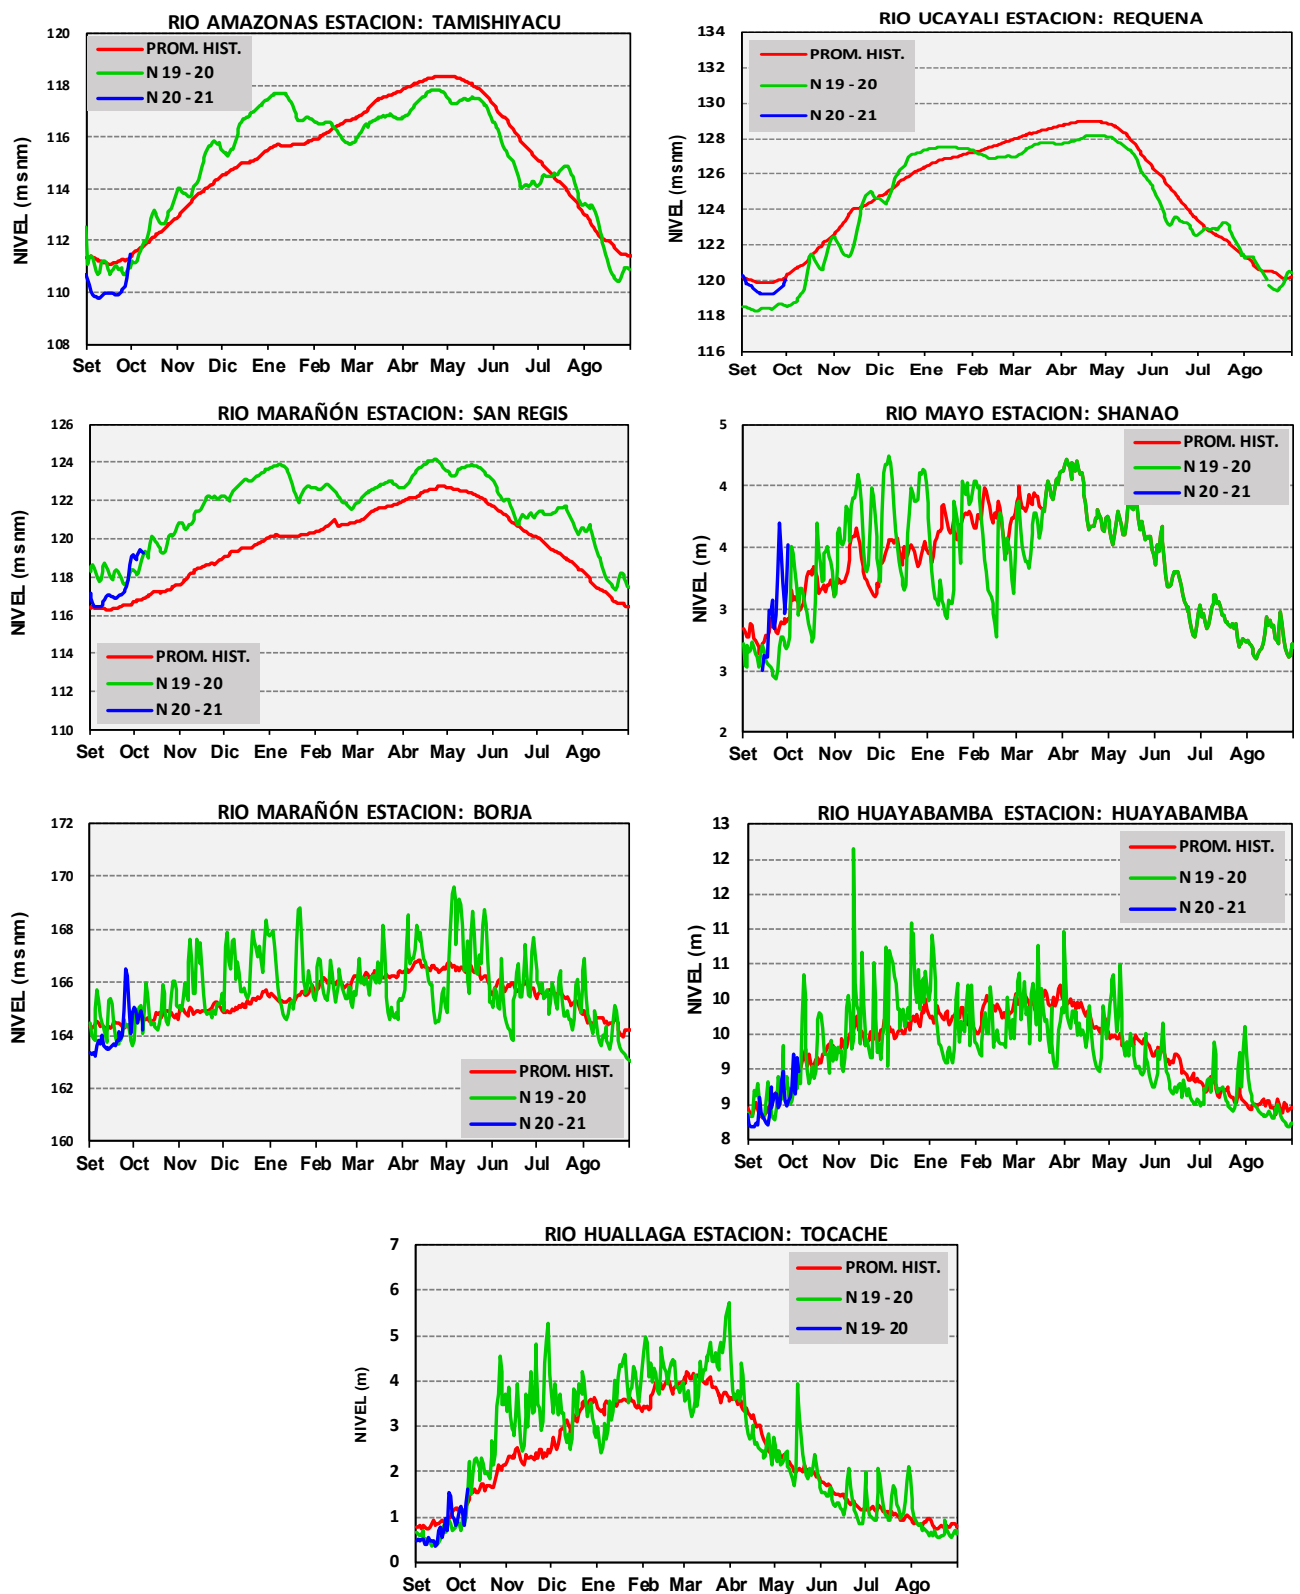 RIO AMAZONAS ESTACION: TAMISHIYACU
NIVEL (msnm)
120
118
116
114
112
110
108
PROM. HIST.
N 19 - 20
N 20 - 21
Set Oct Nov Dic Ene Feb Mar Abr May Jun Jul Ago
RIO UCAYALI ESTACION: REQUENA
NIVEL (msnm)
134
132
130
128
126
124
122
120
118
116
PROM. HIST.
N 19 - 20
N 20 - 21
Set Oct Nov Dic Ene Feb Mar Abr May Jun Jul Ago
RIO MARAÑÓN ESTACION: SAN REGIS
NIVEL (msnm)
126
124
122
120
118
116
114
112
110
PROM. HIST.
N 19 - 20
N 20 - 21
Set Oct Nov Dic Ene Feb Mar Abr May Jun Jul Ago
RIO MAYO ESTACION: SHANAO
NIVEL (m)
5
4
4
3
3
2
PROM. HIST.
N 19 - 20
N 20 - 21
Set Oct Nov Dic Ene Feb Mar Abr May Jun Jul Ago
RIO MARAÑÓN ESTACION: BORJA
NIVEL (msnm)
172
170
168
166
164
162
160
PROM. HIST.
N 19 - 20
N 20 - 21
Set Oct Nov Dic Ene Feb Mar Abr May Jun Jul Ago
RIO HUAYABAMBA ESTACION: HUAYABAMBA
NIVEL (m)
13
12
12
11
11
10
10
9
9
8
PROM. HIST.
N 19 - 20
N 20 - 21
Set Oct Nov Dic Ene Feb Mar Abr May Jun Jul Ago
RIO HUALLAGA ESTACION: TOCACHE
NIVEL (m)
7
6
5
4
3
2
1
0
PROM. HIST.
N 19 - 20
N 19- 20
Set Oct Nov Dic Ene Feb Mar Abr May Jun Jul Ago